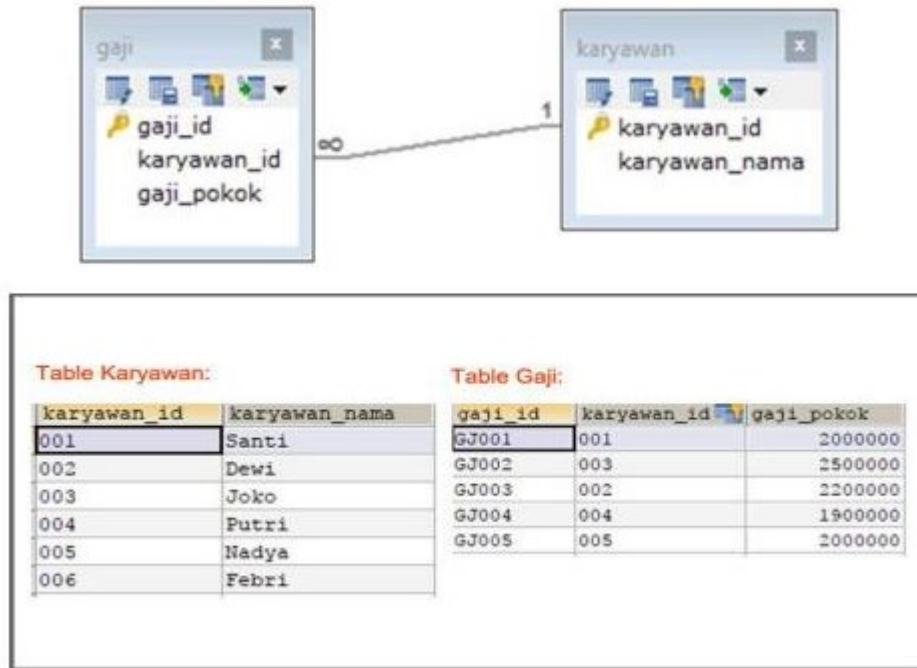 gaji
gaji_id
karyawan_id
gaji_pokok
∞
1
karyawan
karyawan_id
karyawan_nama
Table Karyawan:
karyawan_id karyawan_nama
001 Santi
002 Dewi
003 Joko
004 Putri
005 Nadya
006 Febri
Table Gaji:
gaji_id karyawan_id gaji_pokok
GJ001 001 2000000
GJ002 003 2500000
GJ003 002 2200000
GJ004 004 1900000
GJ005 005 2000000